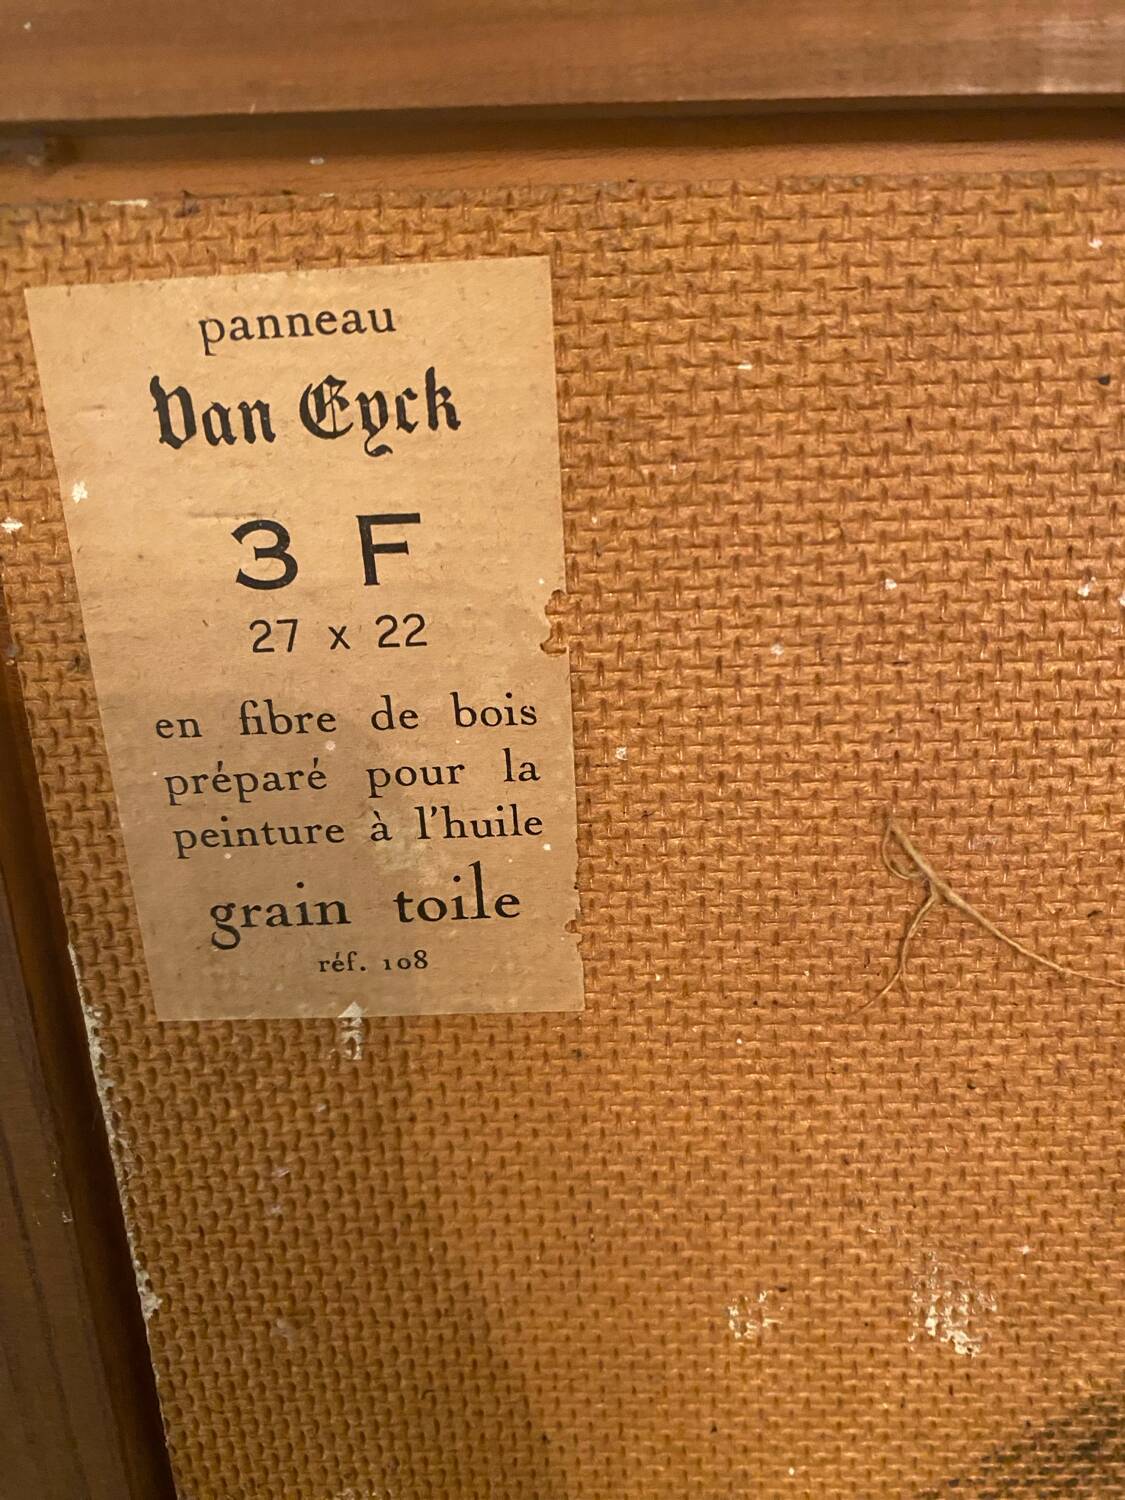 panneau
Van Eyck
3 F
27 x 22
en fibre de bois
préparé pour la
peinture à l'huile
grain toile
réf. 108